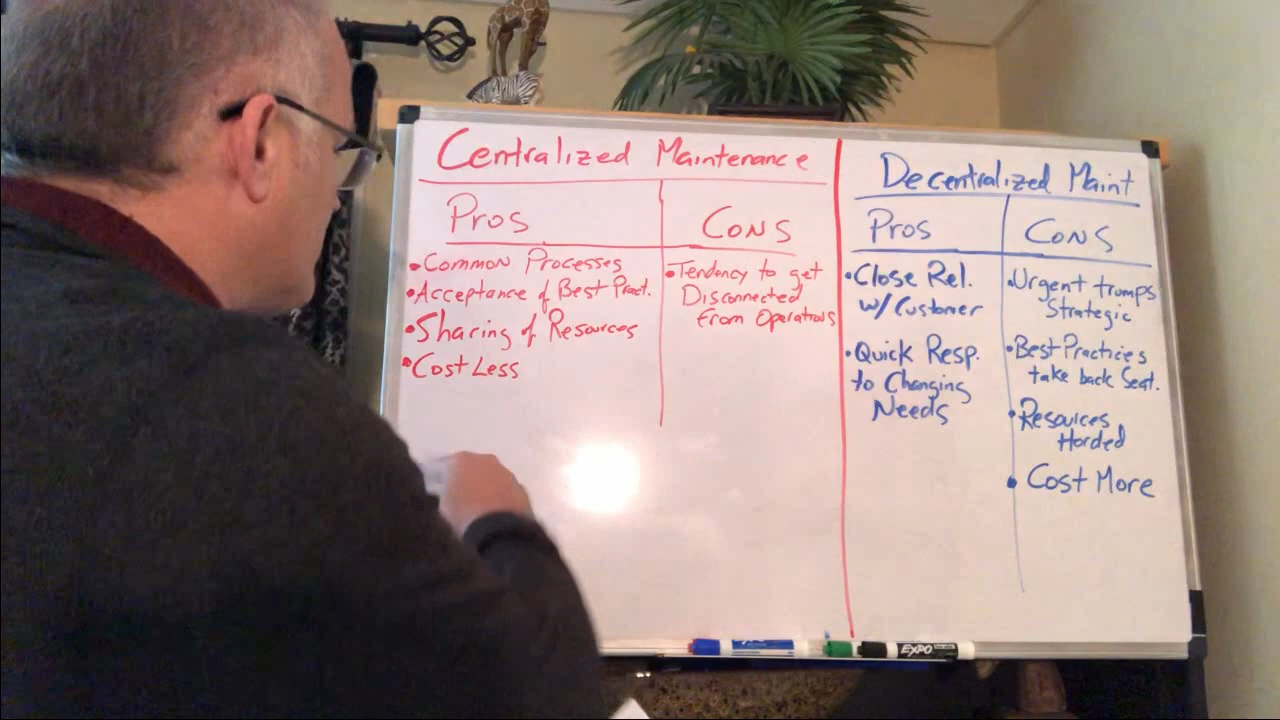 Centralized Maintenance
Pros
• Common Processes
• Acceptance of Best Pract.
• Sharing of Resources
• Cost Less
Cons
• Tendency to get
Disconnected
From Operations
Decentralized Maint
Pros
• Close Rel.
w/Customer
• Quick Resp.
to Changing
Needs
Cons
• Urgent trumps
Strategic
• Best Practicies
take back Seat.
• Resources
Horded
• Cost More
EXPO